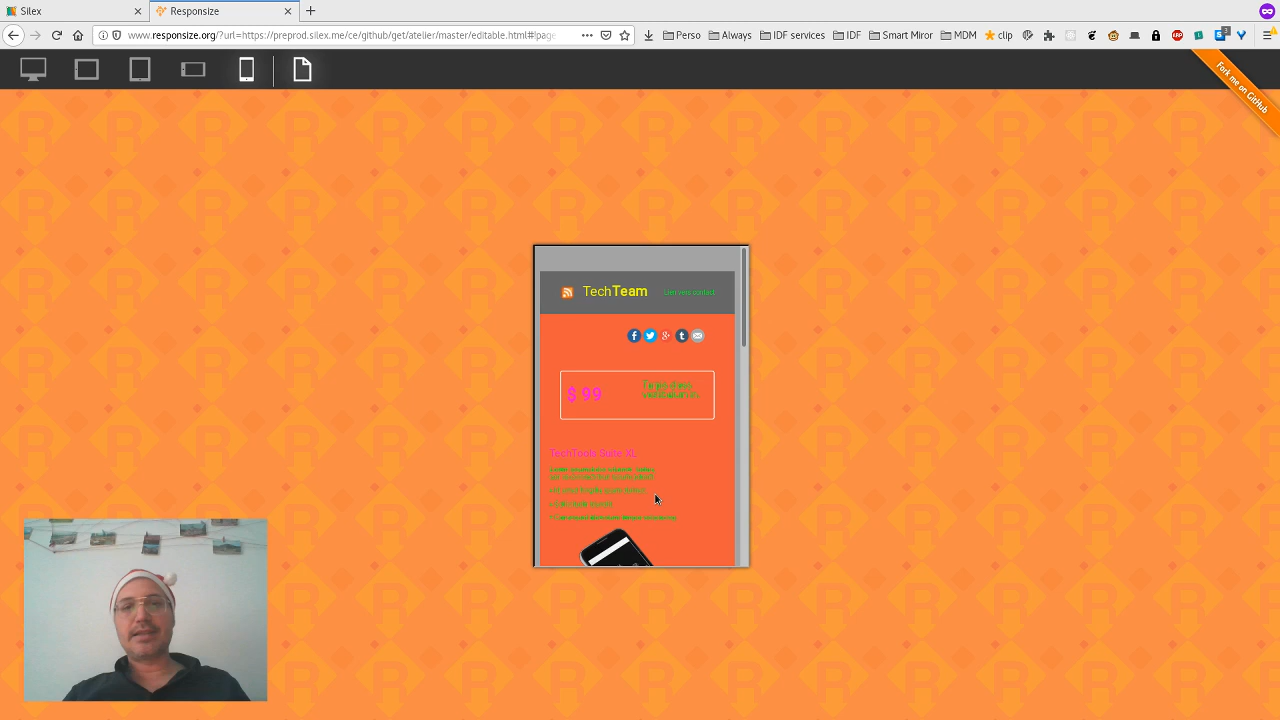 Silex
Responsize
www.responsize.org/?url=https://preprod.silex.me/ce/github/get/atelier/master/editable.html#!page
Perso
Always
IDF services
IDF
Smart Miror
MDM
clip
3
Fork me on GitHub
TechTeam
$ 99
TechTools Suite XL